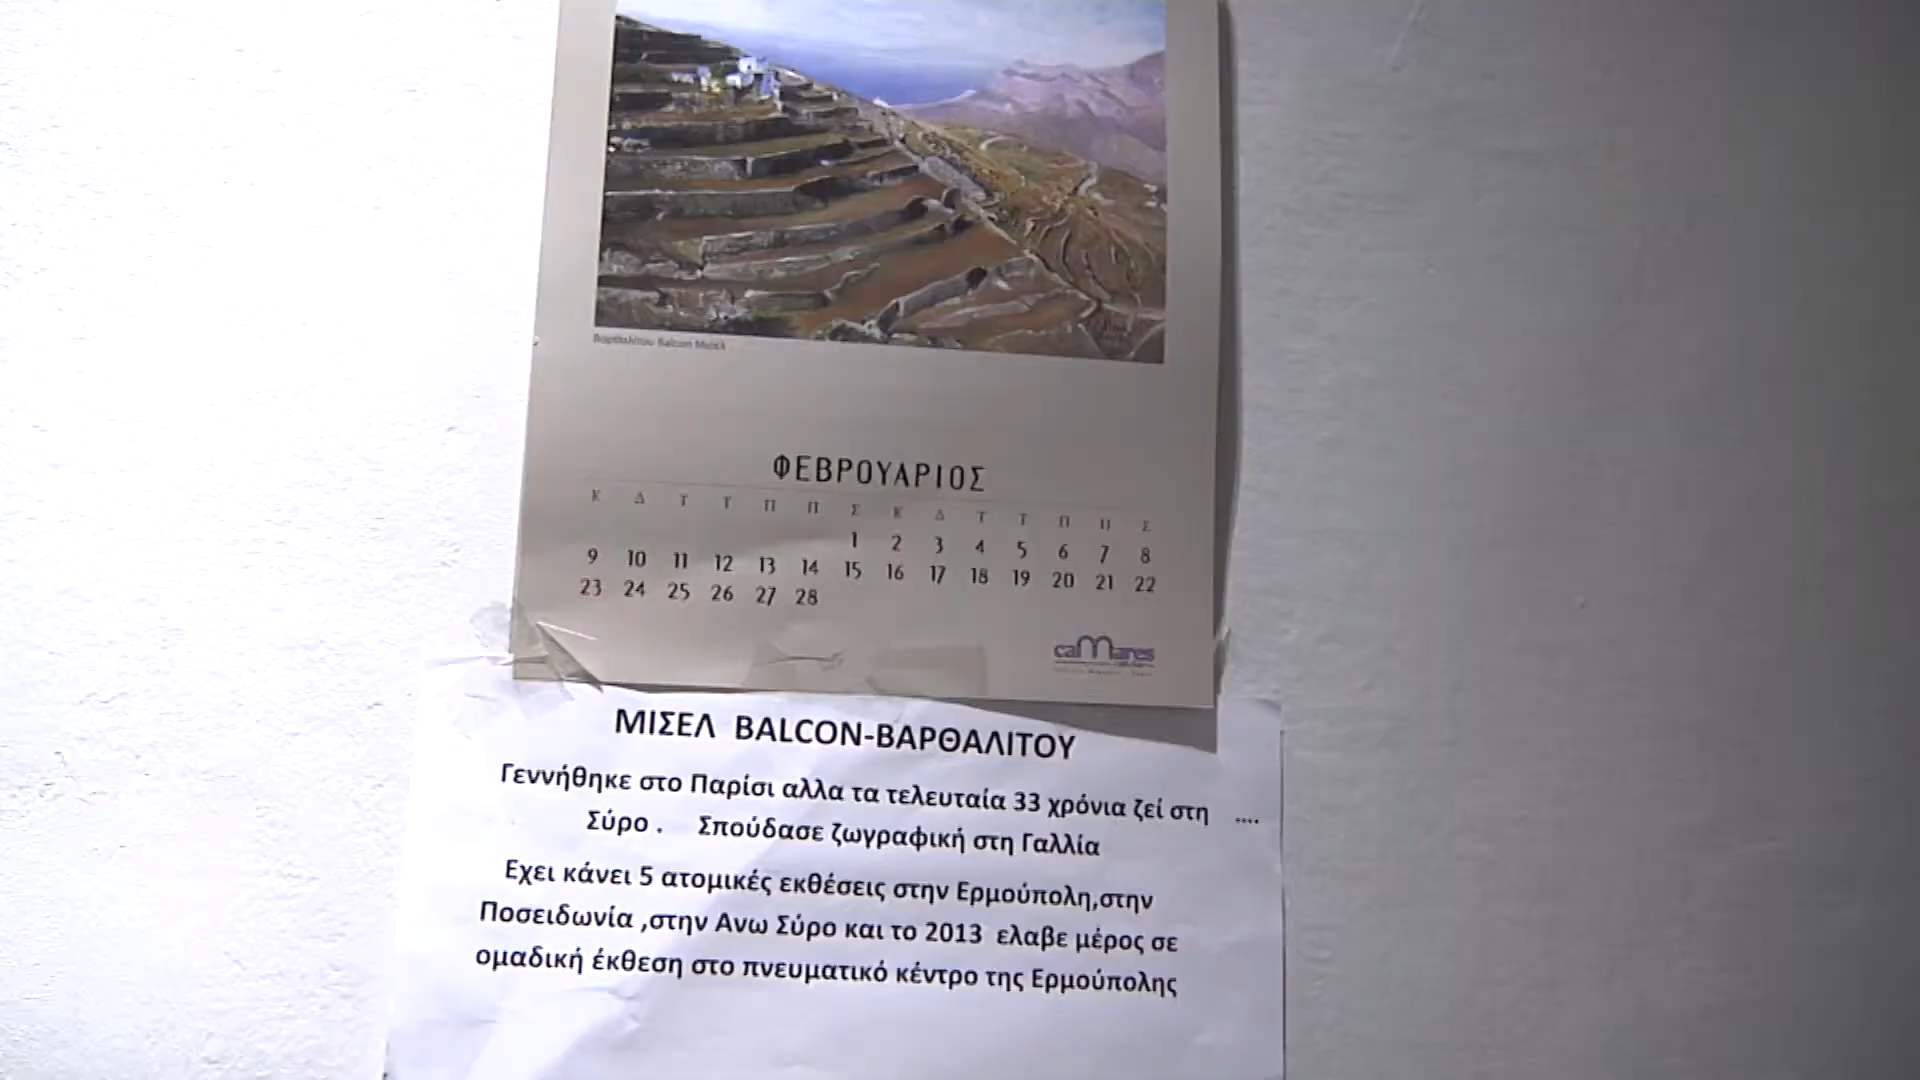 Βαρθαλίτου Balcon Μισέλ
ΦΕΒΡΟΥΑΡΙΟΣ
Κ Δ Τ Τ Π Π Σ Κ Δ Τ Τ Π Π Σ
1 2 3 4 5 6 7 8
9 10 11 12 13 14 15 16 17 18 19 20 21 22
23 24 25 26 27 28
caMares
ΜΙΣΕΛ BALCON-ΒΑΡΘΑΛΙΤΟΥ
Γεννήθηκε στο Παρίσι αλλα τα τελευταία 33 χρόνια ζεί στη ....
Σύρο . Σπούδασε ζωγραφική στη Γαλλία
Εχει κάνει 5 ατομικές εκθέσεις στην Ερμούπολη,στην
Ποσειδωνία ,στην Ανω Σύρο και το 2013 ελαβε μέρος σε
ομαδική έκθεση στο πνευματικό κέντρο της Ερμούπολης